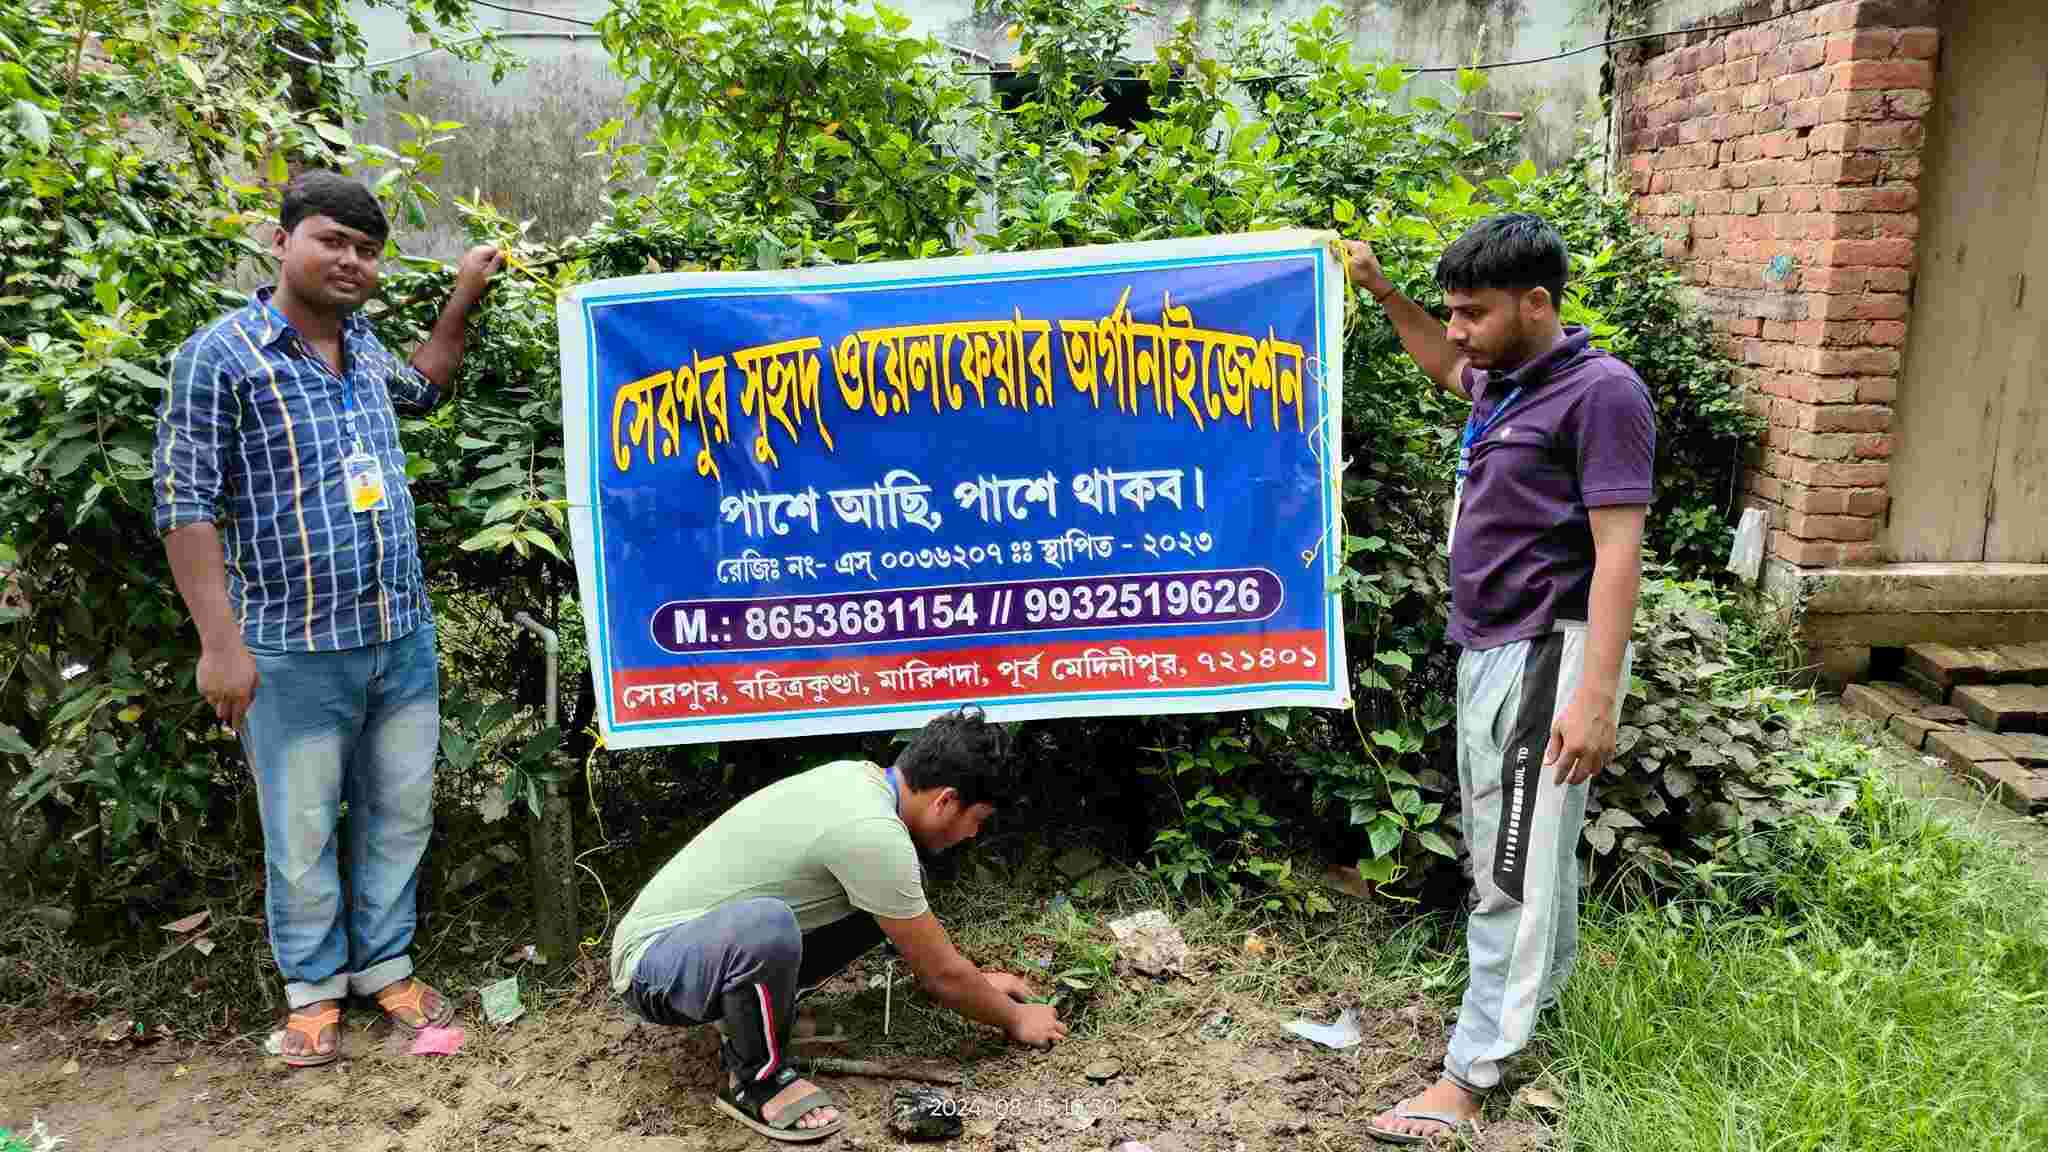 সেরপুর সুহৃদ্ ওয়েলফেয়ার অর্গানাইজেশন
পাশে আছি, পাশে থাকব।
রেজিঃ নং- এস্ ০০৩৬২০৭ ঃঃ স্থাপিত - ২০২৩
M.: 8653681154 // 9932519626
সেরপুর, বহিত্রকুণ্ডা, মারিশদা, পূর্ব মেদিনীপুর, ৭২১৪০১
2024 08 15 10:30